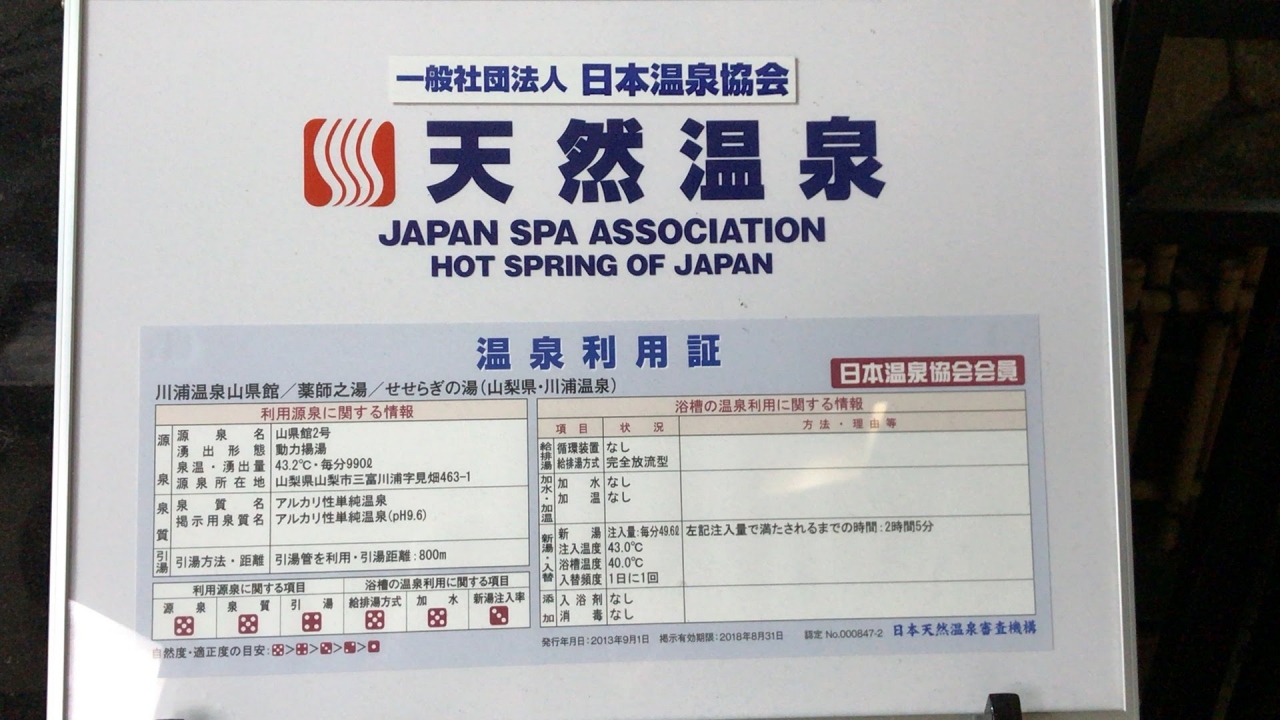 一般社団法人 日本温泉協会
天然温泉
JAPAN SPA ASSOCIATION
HOT SPRING OF JAPAN
温泉利用証
日本温泉協会会員
川浦温泉山県館／薬師之湯／せせらぎの湯(山梨県・川浦温泉)
利用源泉に関する情報
源泉
源泉名 山県館2号
湧出形態 動力揚湯
泉温・湧出量 43.2℃・毎分990ℓ
源泉所在地 山梨県山梨市三富川浦字見畑463-1
泉質
泉質名 アルカリ性単純温泉
掲示用泉質名 アルカリ性単純温泉(pH9.6)
引湯
引湯方法・距離 引湯管を利用・引湯距離:800m
利用源泉に関する項目 浴槽の温泉利用に関する項目
源泉 泉質 引湯 給排湯方式 加水 新湯注入率
自然度・適正度の目安: > > > >
浴槽の温泉利用に関する情報
項目 状況 方法・理由等
給排湯
循環装置 なし
給排湯方式 完全放流型
加水・加温
加水 なし
加温 なし
新湯・入替
新湯 注入量:毎分49.6ℓ 左記注入量で満たされるまでの時間:2時間5分
注入温度 43.0℃
浴槽温度 40.0℃
入替頻度 1日に1回
添加
入浴剤 なし
消毒 なし
発行年月日:2013年9月1日 掲示有効期限:2018年8月31日 認定 No.000847-2 日本天然温泉審査機構